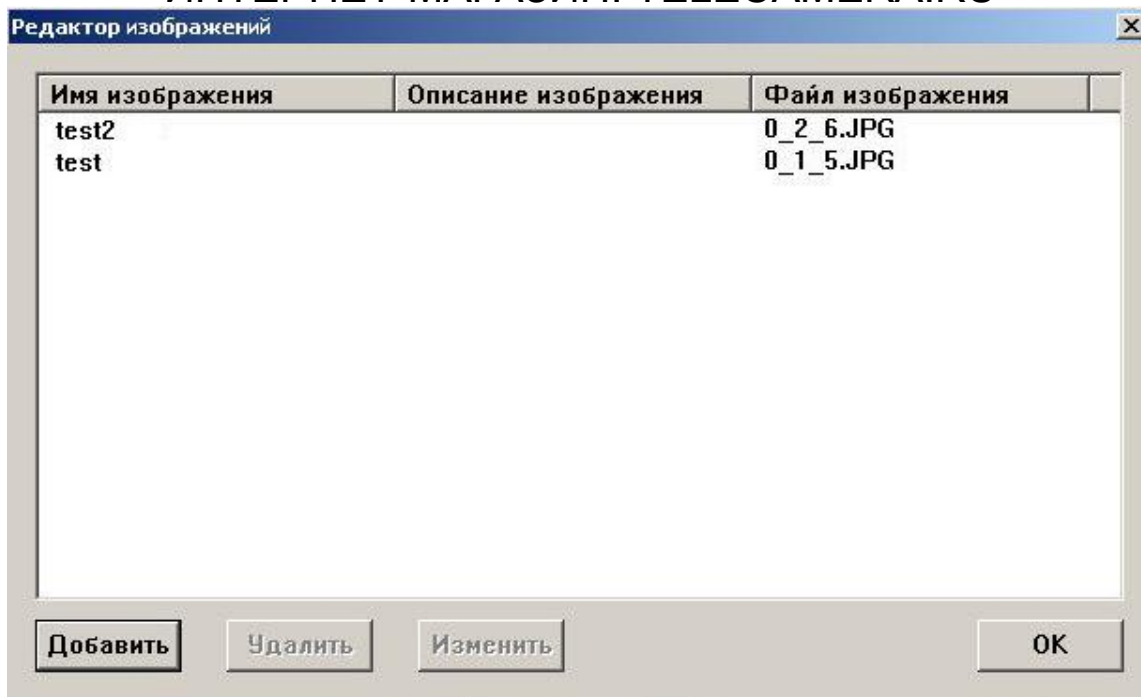 Редактор изображений
Имя изображения Описание изображения Файл изображения
test2 0_2_6.JPG
test 0_1_5.JPG
Добавить Удалить Изменить OK